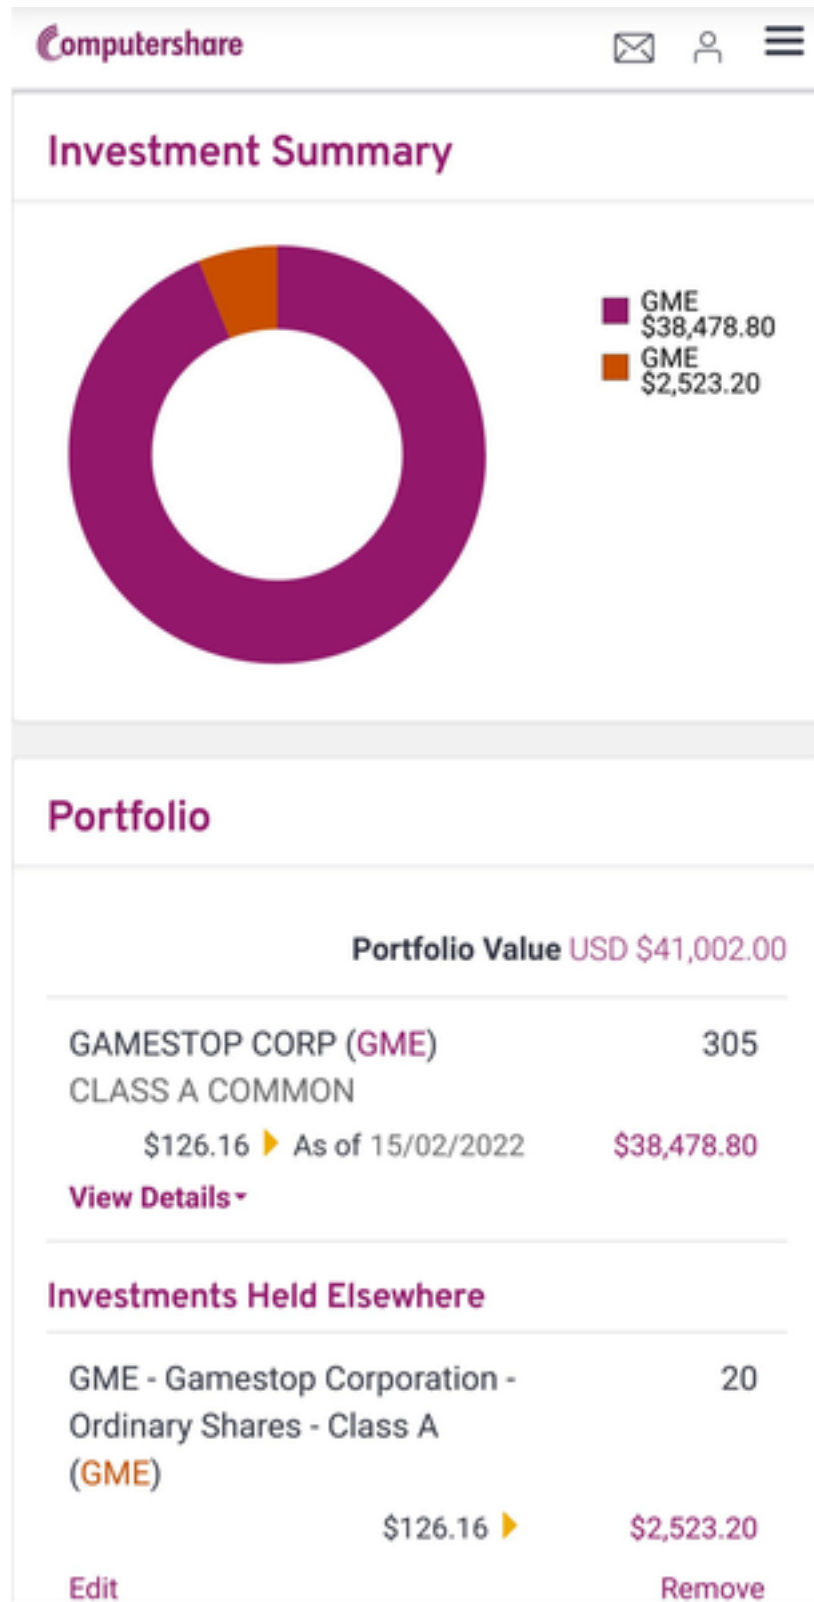 Computershare
Investment Summary
GME
$38,478.80
GME
$2,523.20
Portfolio
Portfolio Value USD $41,002.00
GAMESTOP CORP (GME) 305
CLASS A COMMON
$126.16 As of 15/02/2022 $38,478.80
View Details
Investments Held Elsewhere
GME - Gamestop Corporation - 20
Ordinary Shares - Class A
(GME)
$126.16 $2,523.20
Edit Remove